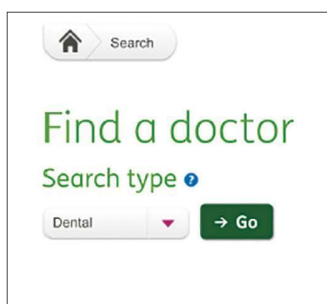 Search
Find a doctor
Search type ?
Dental → Go